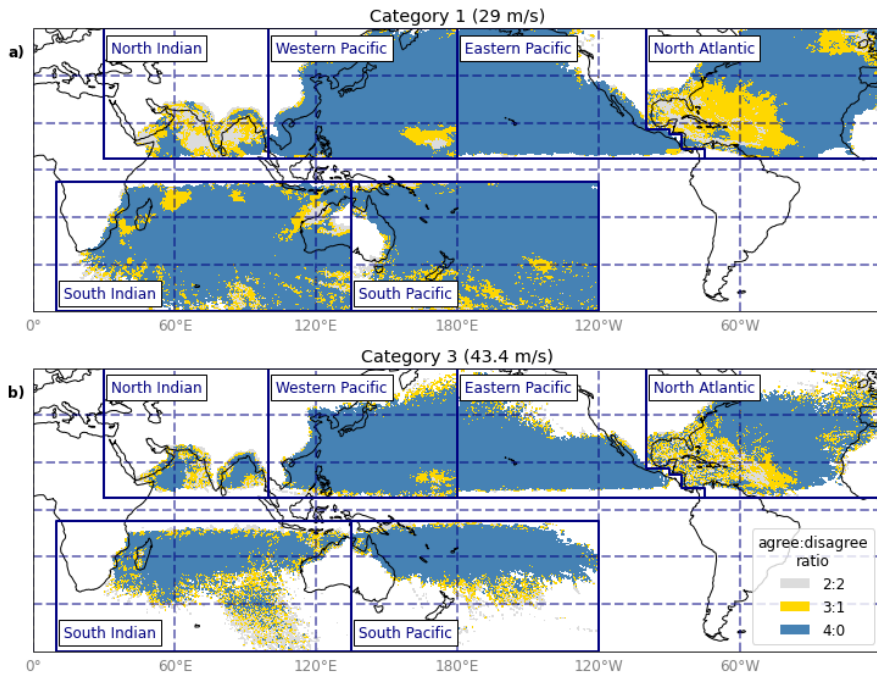 Category 1 (29 m/s)
a)
North Indian
Western Pacific
Eastern Pacific
North Atlantic
South Indian
South Pacific
0° 60°E 120°E 180° 120°W 60°W
Category 3 (43.4 m/s)
b)
North Indian
Western Pacific
Eastern Pacific
North Atlantic
agree:disagree
ratio
2:2
3:1
4:0
South Indian
South Pacific
0° 60°E 120°E 180° 120°W 60°W